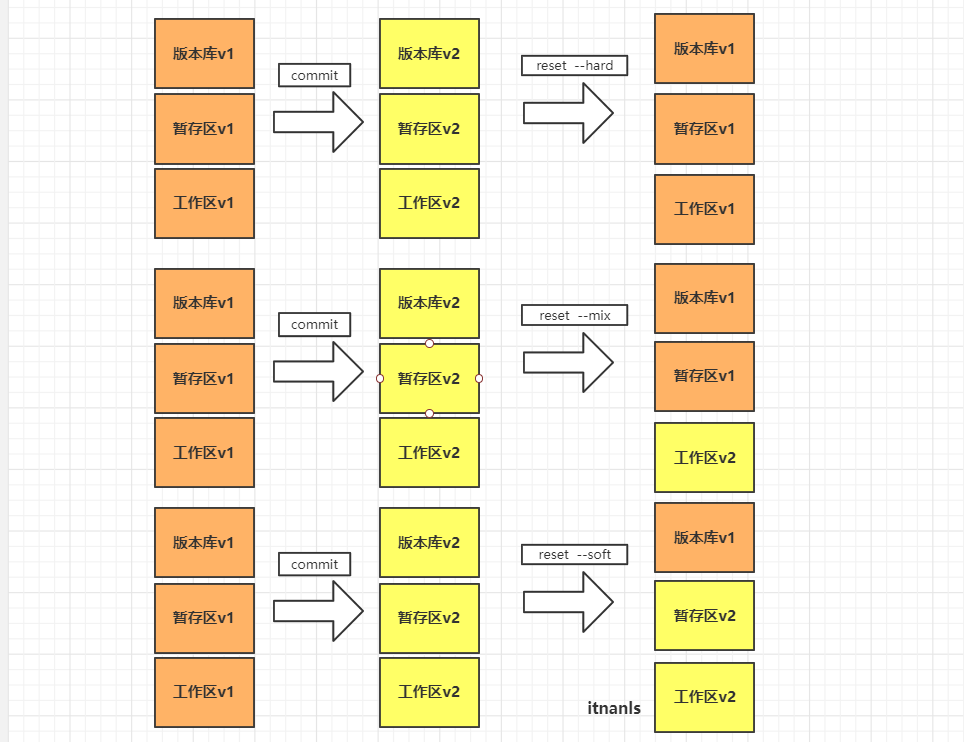 版本库v1
commit
版本库v2
reset --hard
版本库v1
暂存区v1
暂存区v2
暂存区v1
工作区v1
工作区v2
工作区v1
版本库v1
commit
版本库v2
reset --mix
版本库v1
暂存区v1
暂存区v2
暂存区v1
工作区v1
工作区v2
工作区v2
版本库v1
commit
版本库v2
reset --soft
版本库v1
暂存区v1
暂存区v2
暂存区v2
工作区v1
工作区v2
itnanls
工作区v2